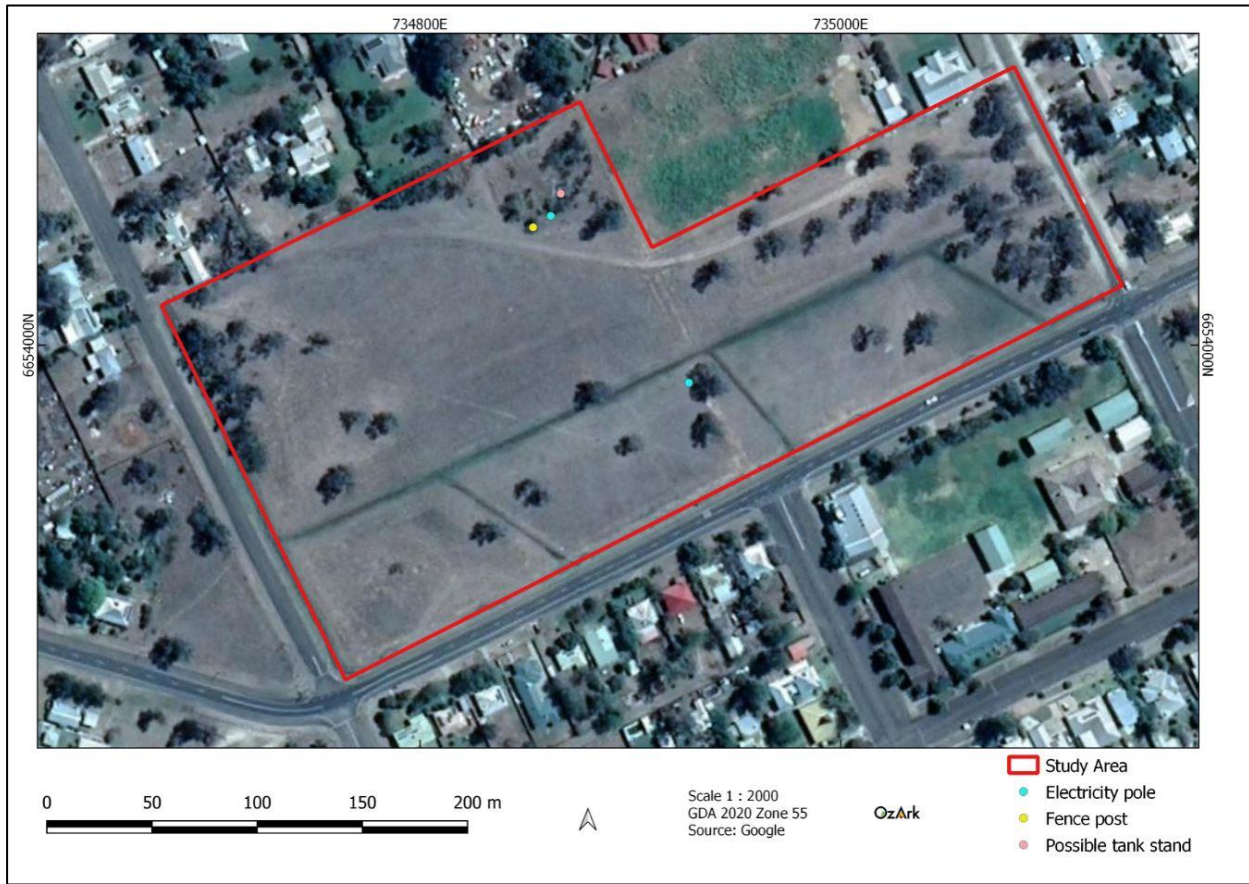 734800E
735000E
6654000N
6654000N
0 50 100 150 200 m
Scale 1 : 2000
GDA 2020 Zone 55
Source: Google
OzArk
Study Area
Electricity pole
Fence post
Possible tank stand